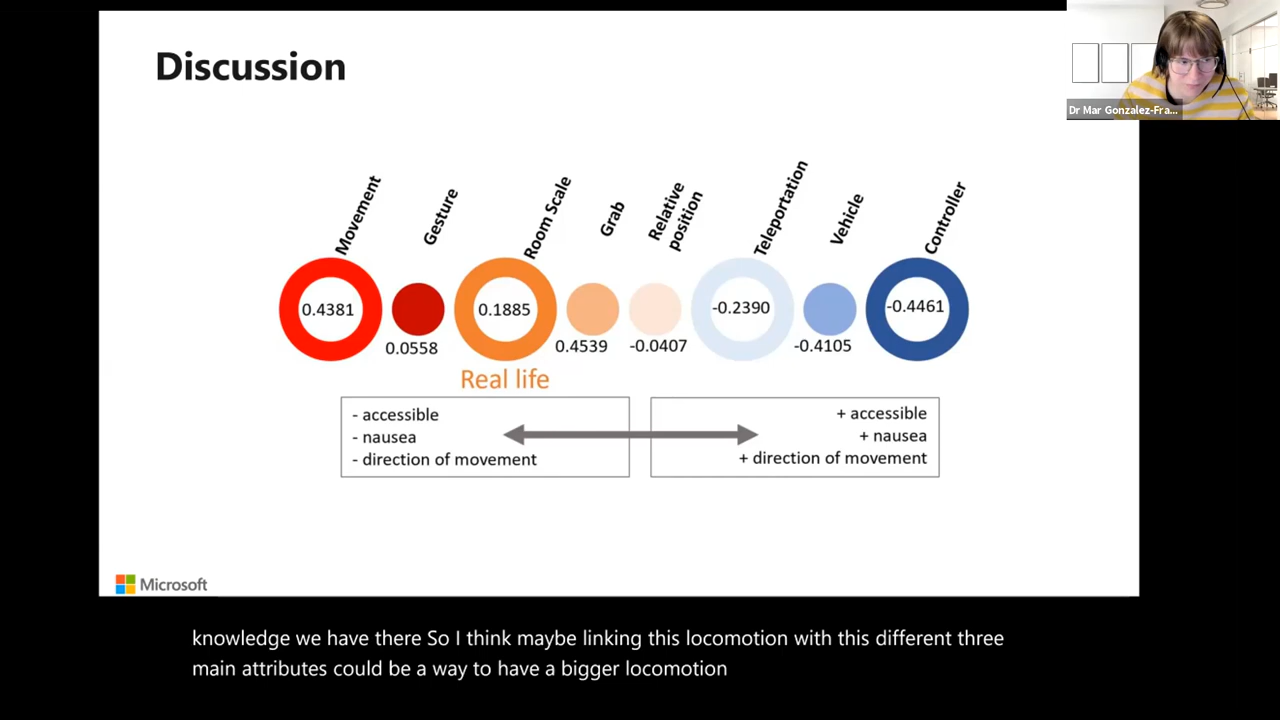 Discussion
Dr Mar Gonzalez-Fra...
Movement
Gesture
Room Scale
Grab
Relative
position
Teleportation
Vehicle
Controller
0.4381
0.0558
0.1885
0.4539
-0.0407
-0.2390
-0.4105
-0.4461
Real life
- accessible
- nausea
- direction of movement
+ accessible
+ nausea
+ direction of movement
Microsoft
knowledge we have there So I think maybe linking this locomotion with this different three
main attributes could be a way to have a bigger locomotion